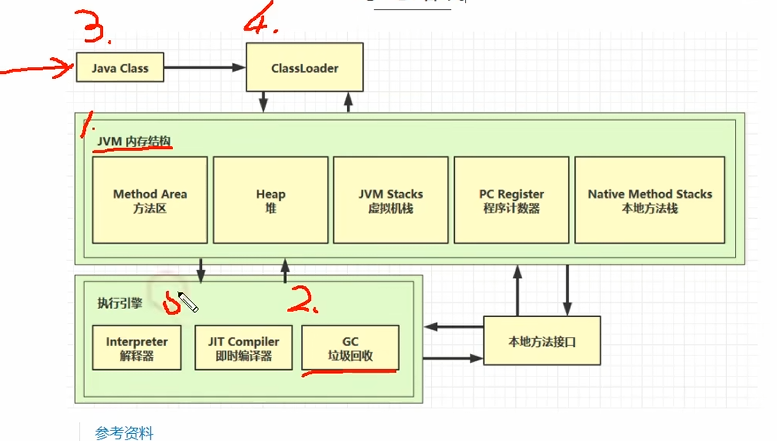 3.
4.
Java Class
ClassLoader
1.
JVM 内存结构
Method Area
方法区
Heap
堆
JVM Stacks
虚拟机栈
PC Register
程序计数器
Native Method Stacks
本地方法栈
2.
执行引擎
Interpreter
解释器
JIT Compiler
即时编译器
GC
垃圾回收
本地方法接口
参考资料